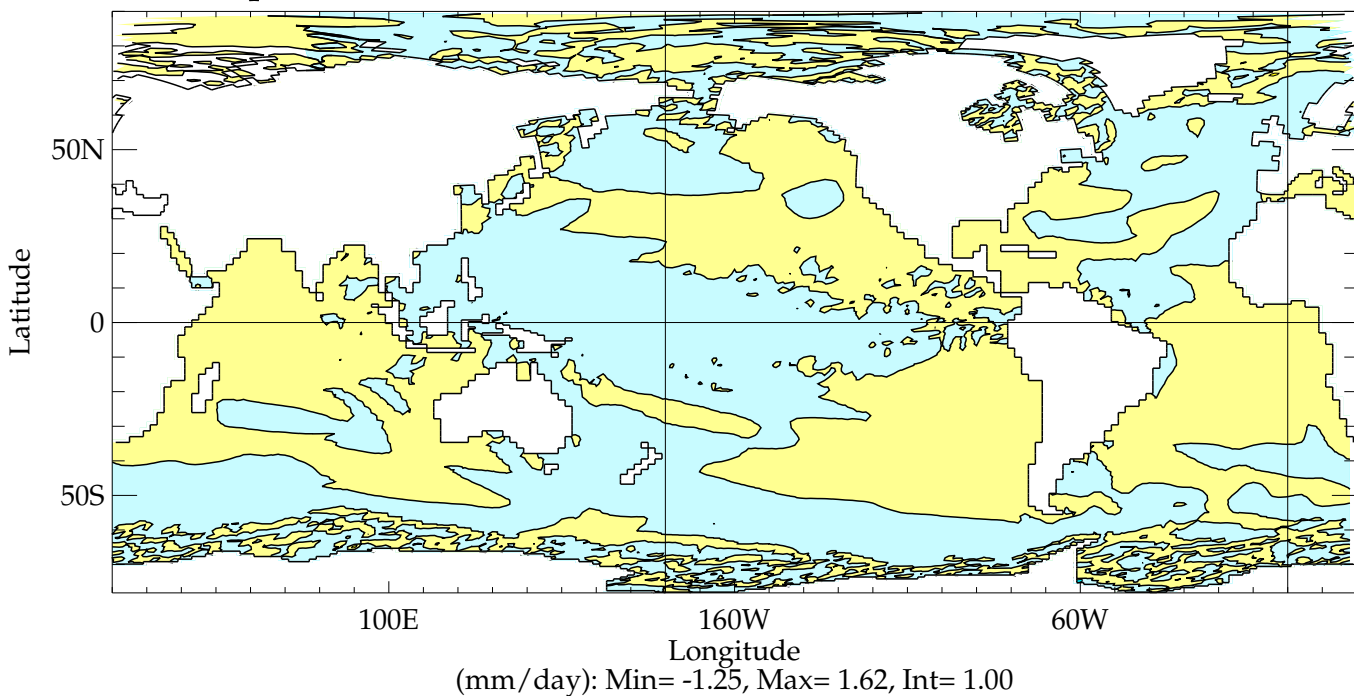 50N
0
50S
Latitude
100E
160W
60W
Longitude
(mm/day): Min= -1.25, Max= 1.62, Int= 1.00